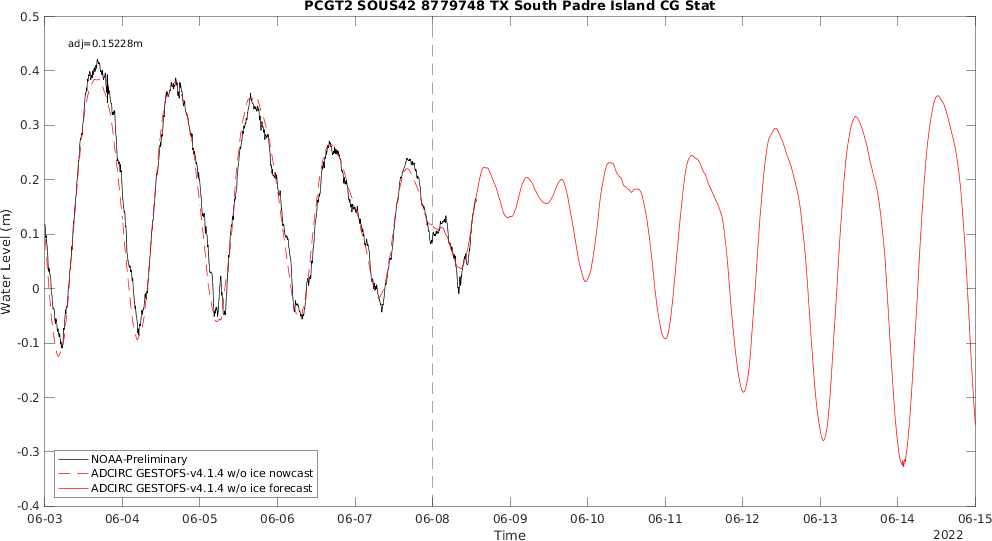 PCGT2 SOUS42 8779748 TX South Padre Island CG Stat
adj=0.15228m
0.5
0.4
0.3
0.2
0.1
0
-0.1
-0.2
-0.3
-0.4
Water Level (m)
NOAA-Preliminary
ADCIRC GESTOFS-v4.1.4 w/o ice nowcast
ADCIRC GESTOFS-v4.1.4 w/o ice forecast
06-03 06-04 06-05 06-06 06-07 06-08 06-09 06-10 06-11 06-12 06-13 06-14 06-15
Time
2022